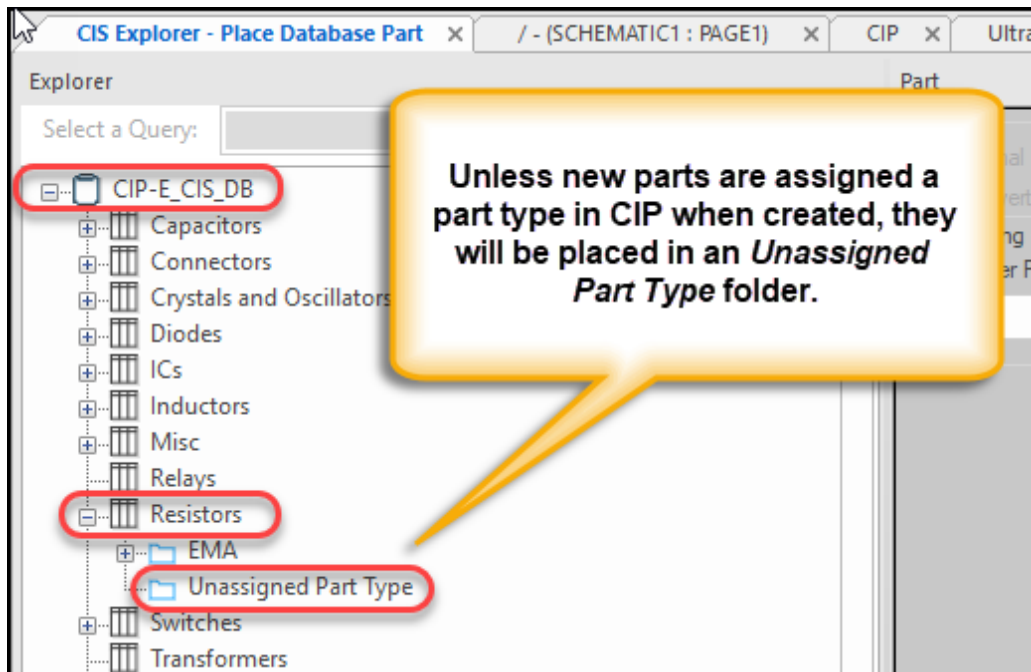 CIS Explorer - Place Database Part
/ - (SCHEMATIC1 : PAGE1)
CIP
Explorer
Part
Select a Query:
Unless new parts are assigned a
part type in CIP when created, they
will be placed in an Unassigned
Part Type folder.
CIP-E_CIS_DB
Capacitors
Connectors
Crystals and Oscillators
Diodes
ICs
Inductors
Misc
Relays
Resistors
EMA
Unassigned Part Type
Switches
Transformers